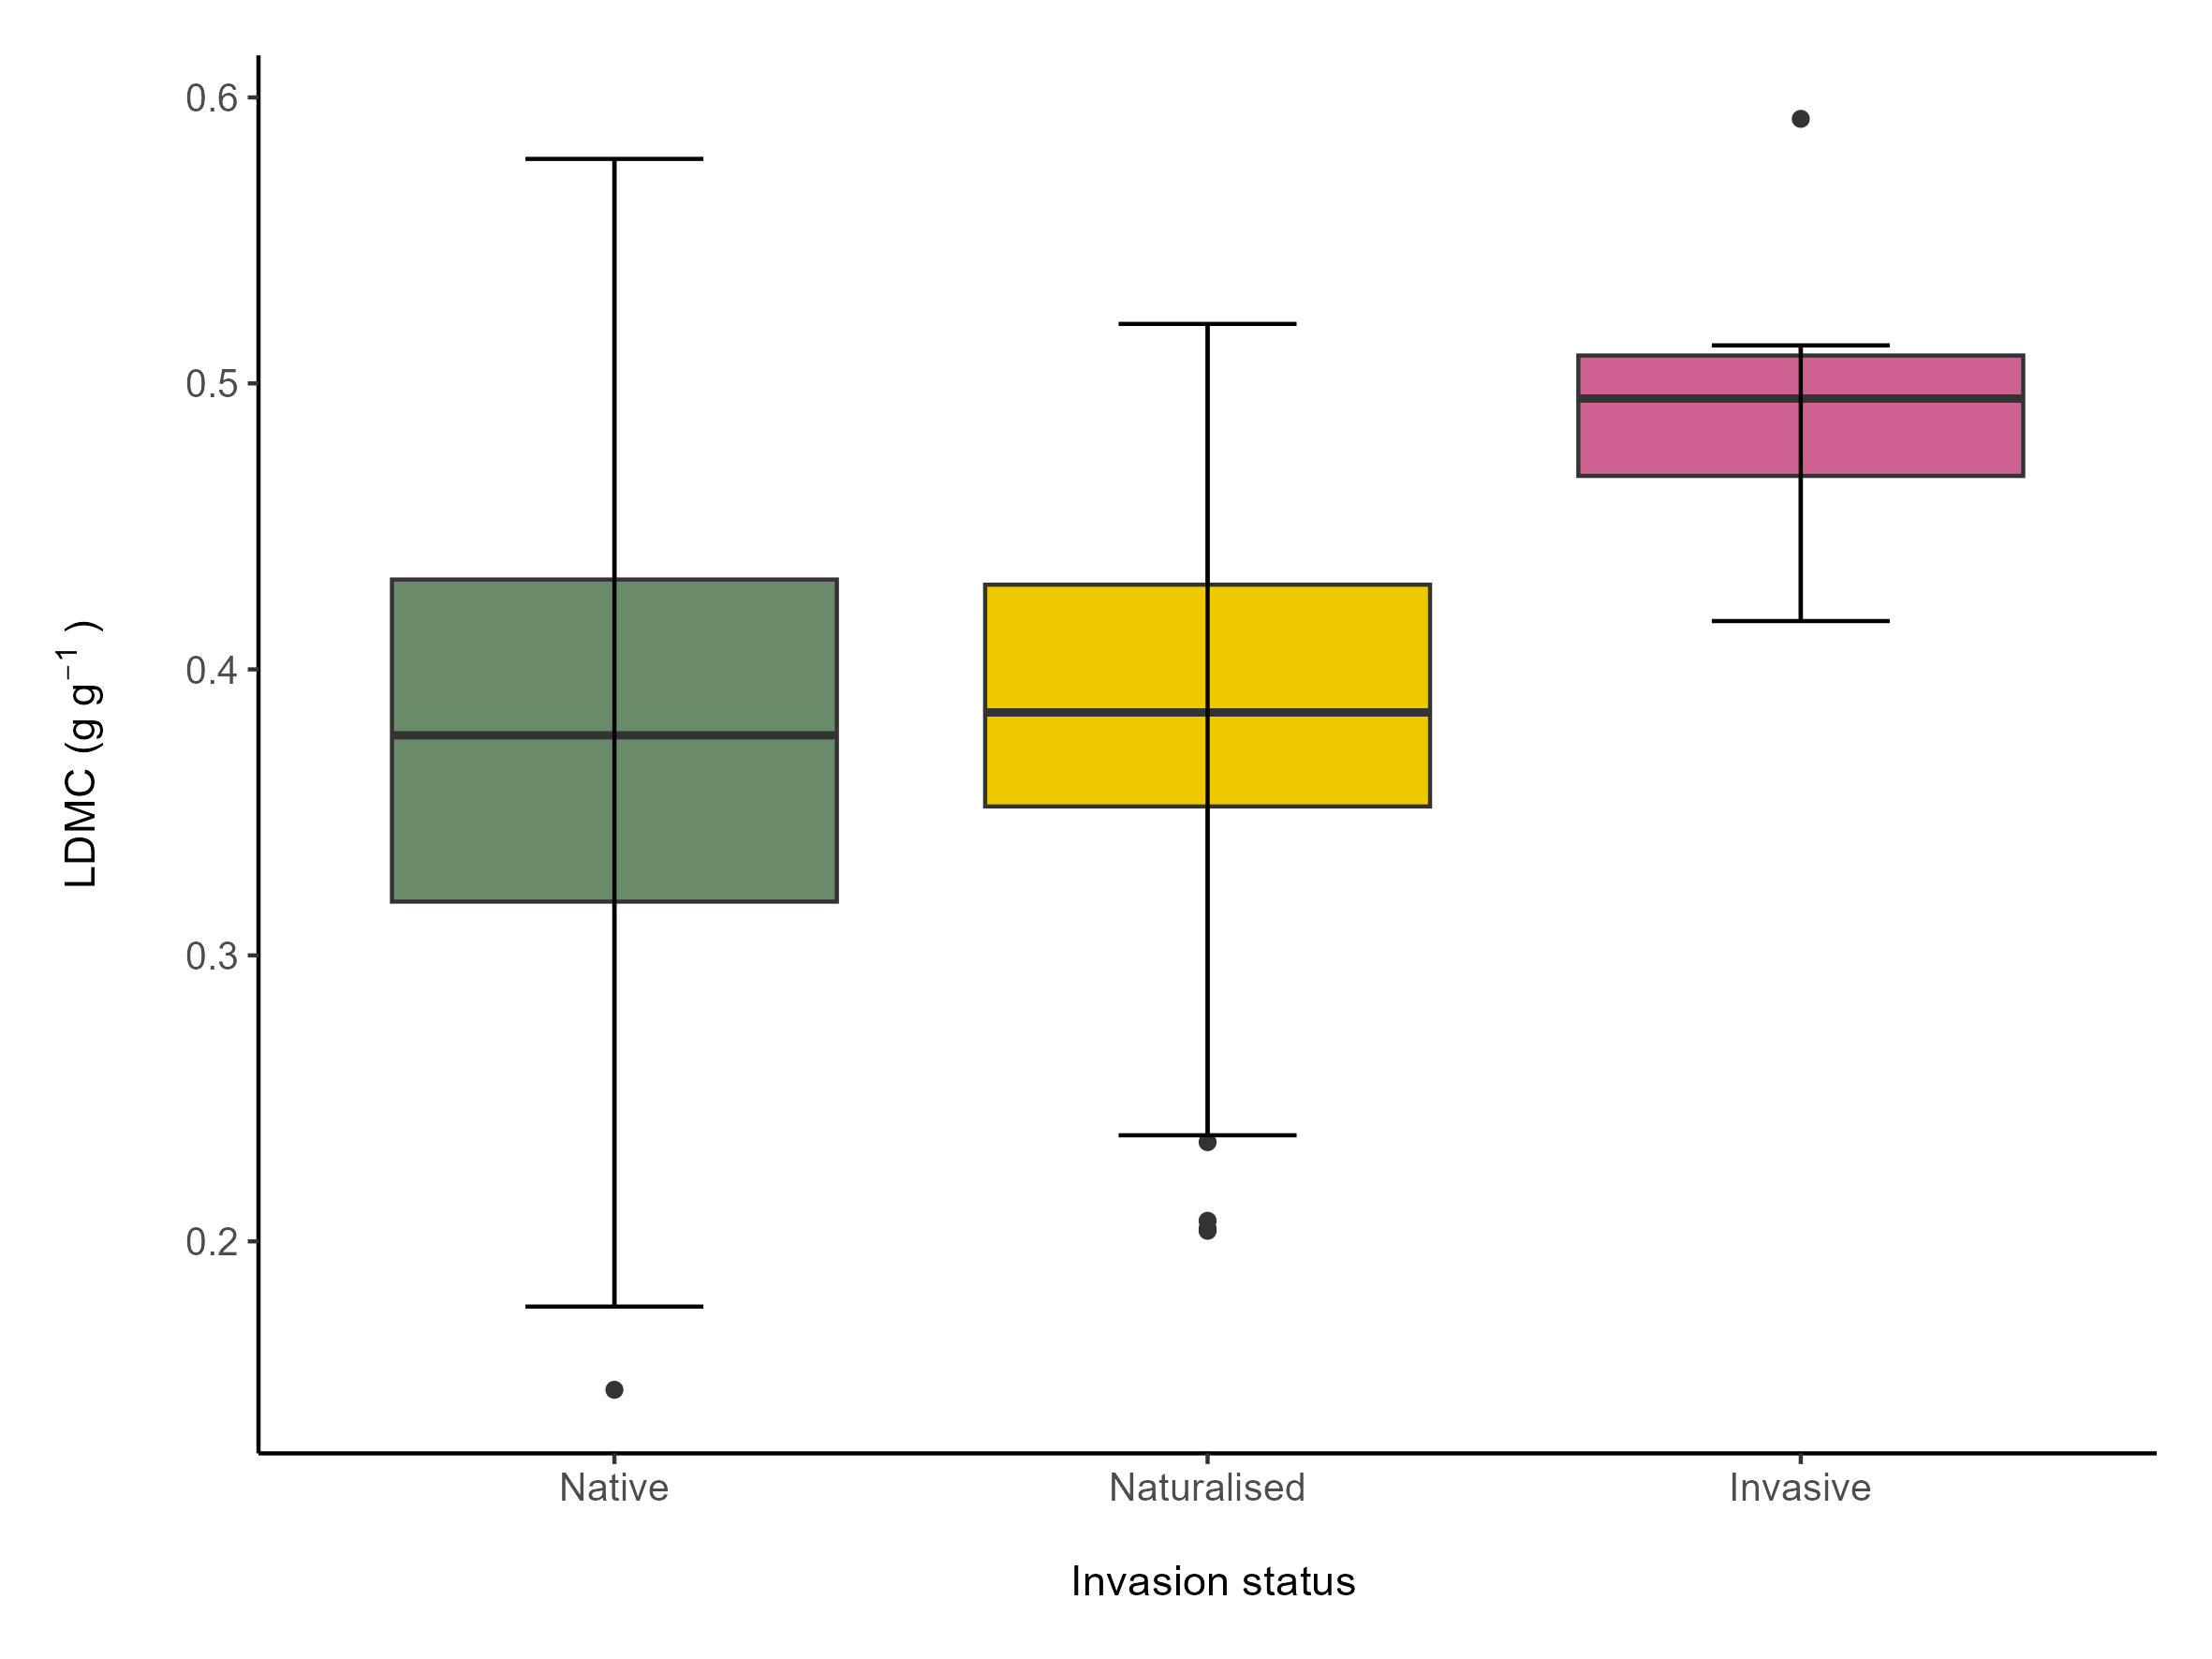 0.6
0.5
0.4
0.3
0.2
LDMC (g g⁻¹ )
Native
Naturalised
Invasive
Invasion status